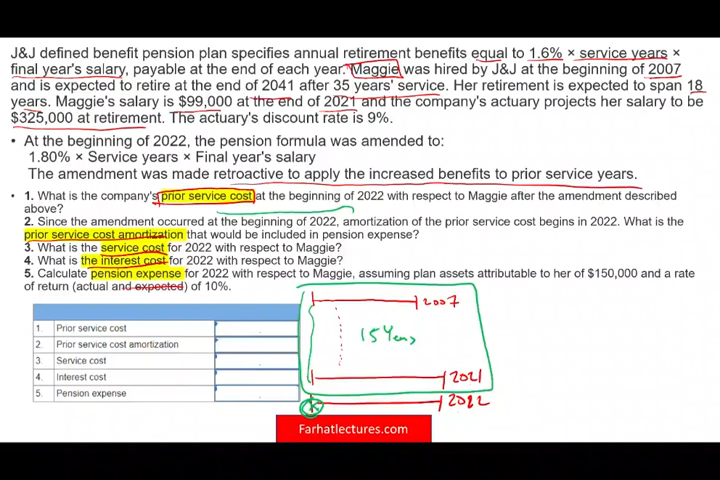 J&J defined benefit pension plan specifies annual retirement benefits equal to 1.6% × service years ×
final year's salary, payable at the end of each year. Maggie was hired by J&J at the beginning of 2007
and is expected to retire at the end of 2041 after 35 years' service. Her retirement is expected to span 18
years. Maggie's salary is $99,000 at the end of 2021 and the company's actuary projects her salary to be
$325,000 at retirement. The actuary's discount rate is 9%.
• At the beginning of 2022, the pension formula was amended to:
1.80% × Service years × Final year's salary
The amendment was made retroactive to apply the increased benefits to prior service years.
• 1. What is the company's prior service cost at the beginning of 2022 with respect to Maggie after the amendment described
above?
2. Since the amendment occurred at the beginning of 2022, amortization of the prior service cost begins in 2022. What is the
prior service cost amortization that would be included in pension expense?
3. What is the service cost for 2022 with respect to Maggie?
4. What is the interest cost for 2022 with respect to Maggie?
5. Calculate pension expense for 2022 with respect to Maggie, assuming plan assets attributable to her of $150,000 and a rate
of return (actual and expected) of 10%.
1. Prior service cost
2. Prior service cost amortization
3. Service cost
4. Interest cost
5. Pension expense
2007
15 Years
2021
2022
Farhatlectures.com